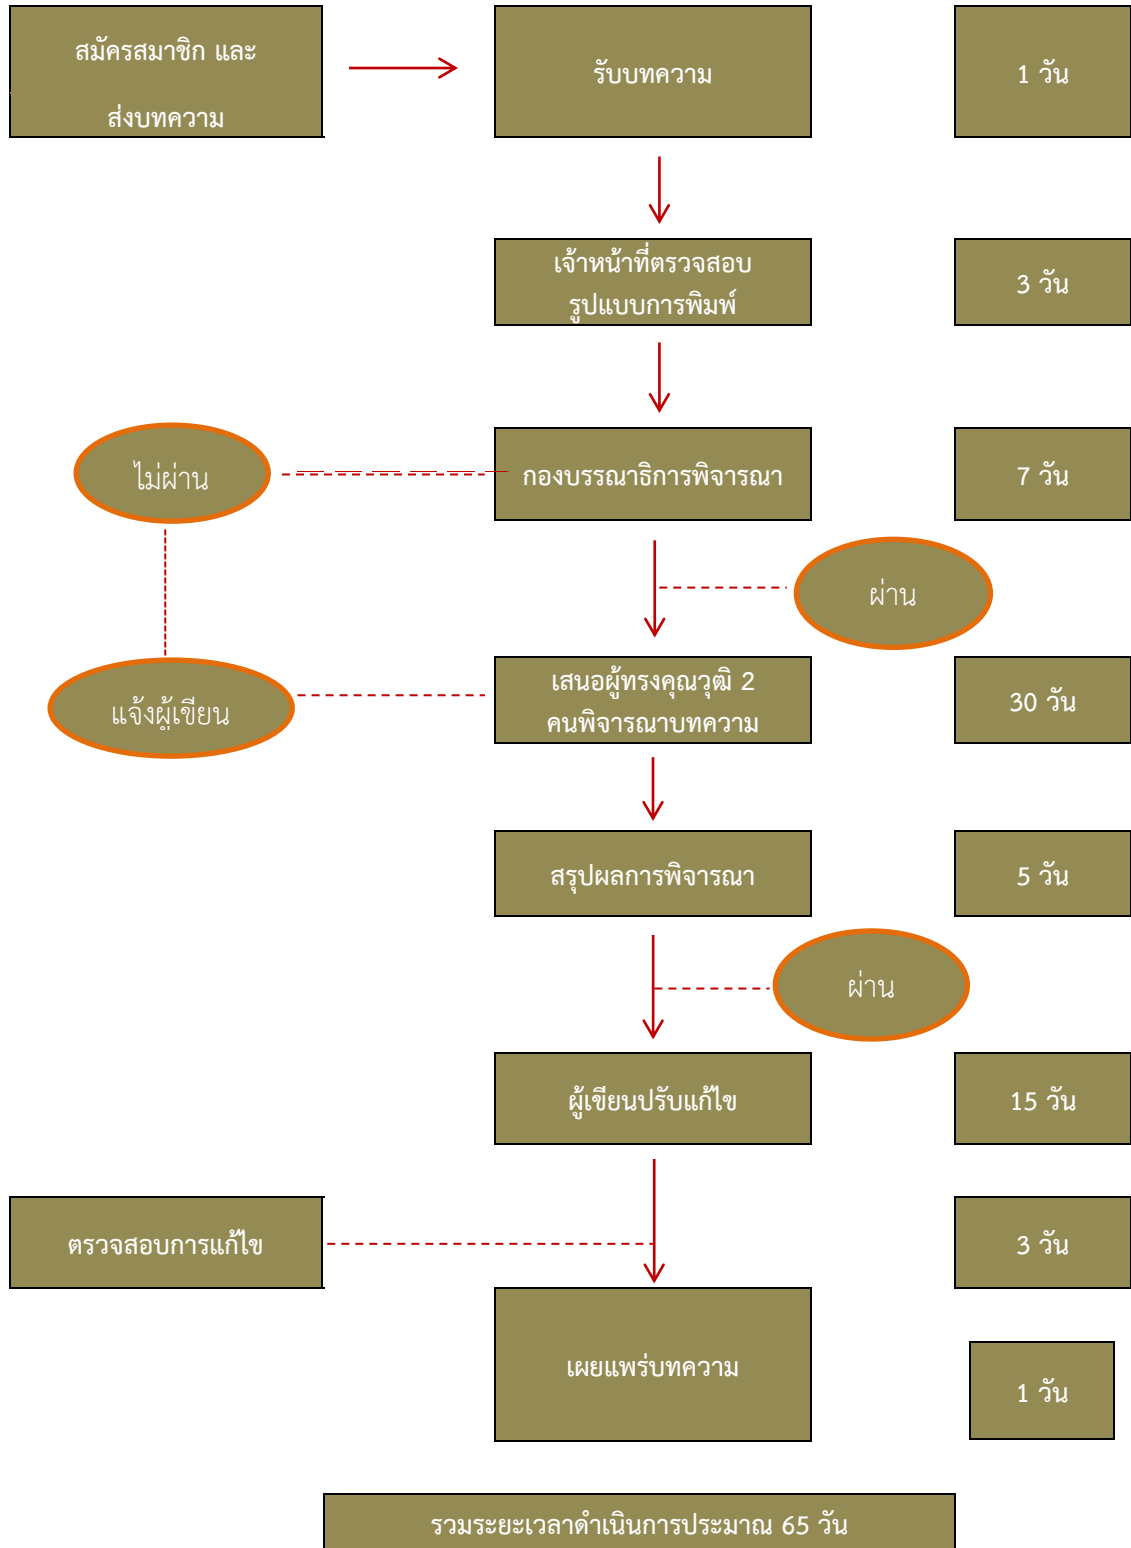 สมัครสมาชิก และ
ส่งบทความ
รับบทความ
1 วัน
เจ้าหน้าที่ตรวจสอบ
รูปแบบการพิมพ์
3 วัน
ไม่ผ่าน
กองบรรณาธิการพิจารณา
7 วัน
ผ่าน
แจ้งผู้เขียน
เสนอผู้ทรงคุณวุฒิ 2
คนพิจารณาบทความ
30 วัน
สรุปผลการพิจารณา
5 วัน
ผ่าน
ผู้เขียนปรับแก้ไข
15 วัน
ตรวจสอบการแก้ไข
3 วัน
เผยแพร่บทความ
1 วัน
รวมระยะเวลาดำเนินการประมาณ 65 วัน